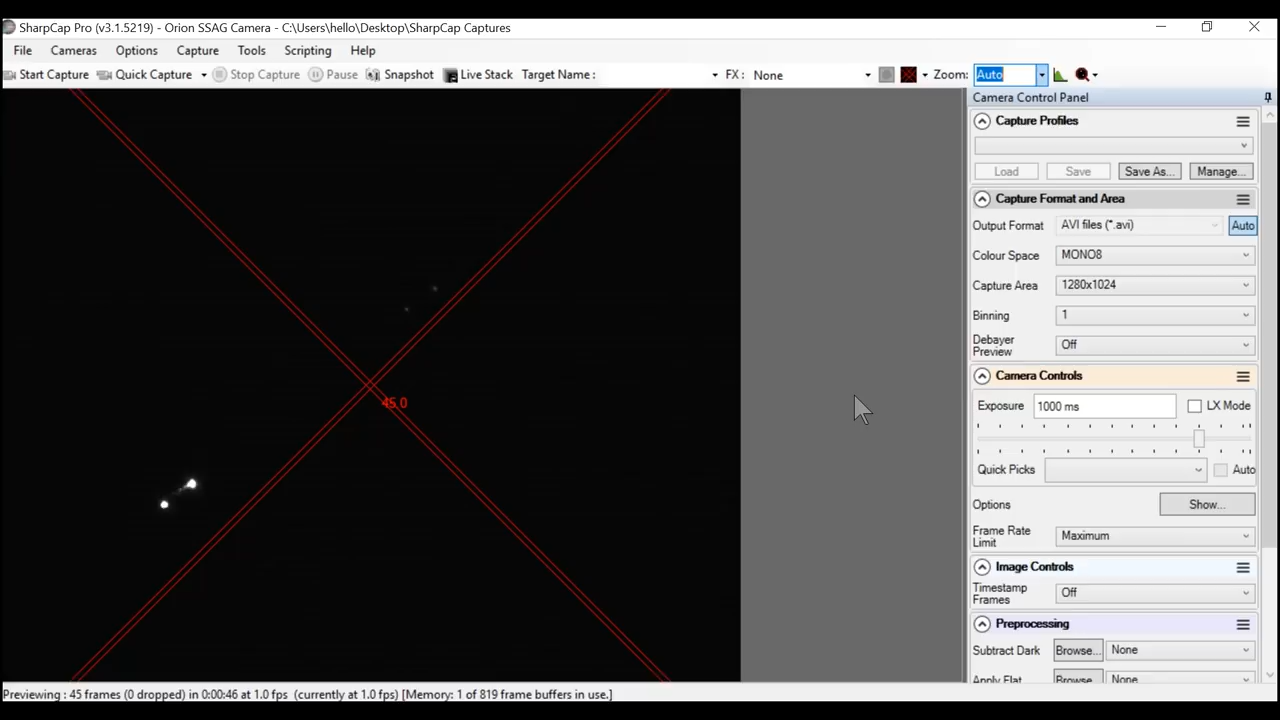 SharpCap Pro (v3.1.5219) - Orion SSAG Camera - C:\Users\hello\Desktop\SharpCap Captures
File Cameras Options Capture Tools Scripting Help
Start Capture Quick Capture Stop Capture Pause Snapshot Live Stack Target Name : FX : None Zoom: Auto
Camera Control Panel
Capture Profiles
Load Save Save As... Manage...
Capture Format and Area
Output Format AVI files (*.avi) Auto
Colour Space MONO8
Capture Area 1280x1024
Binning 1
Debayer
Preview Off
Camera Controls
Exposure 1000 ms LX Mode
45.0
Quick Picks Auto
Options Show...
Frame Rate
Limit Maximum
Image Controls
Timestamp
Frames Off
Preprocessing
Subtract Dark Browse... None
Apply Flat Browse... None
Previewing : 45 frames (0 dropped) in 0:00:46 at 1.0 fps (currently at 1.0 fps) [Memory: 1 of 819 frame buffers in use.]